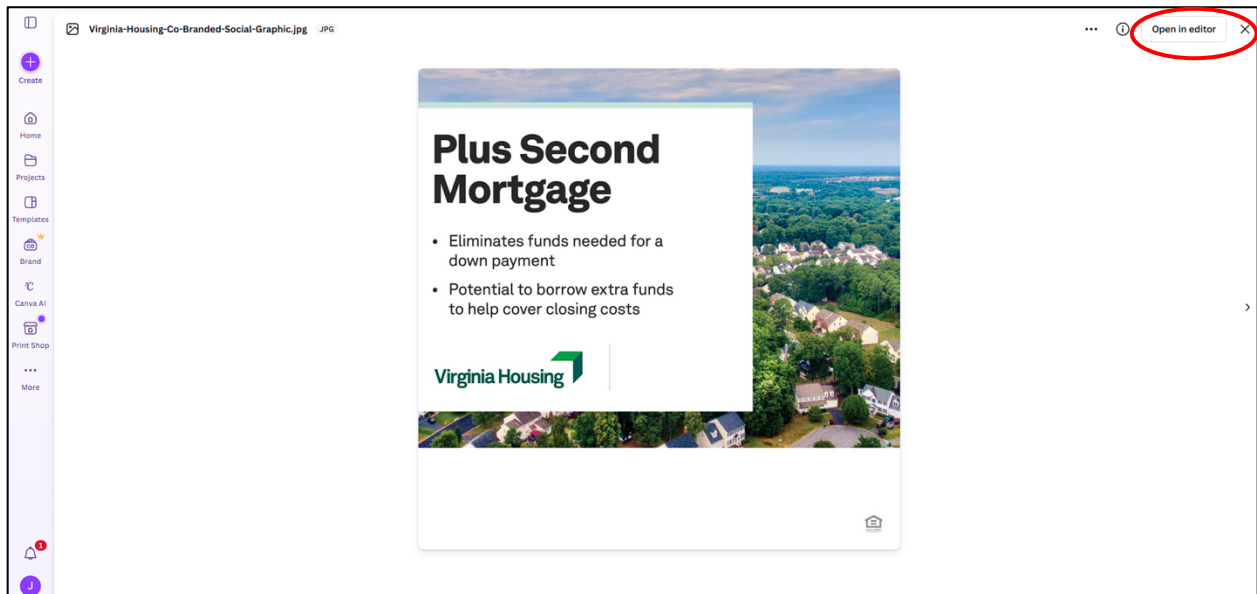 Virginia-Housing-Co-Branded-Social-Graphic.jpg JPG
Open in editor
Create
Home
Projects
Templates
CO
Brand
Canva AI
Print Shop
More
1
J
Plus Second
Mortgage
• Eliminates funds needed for a
down payment
• Potential to borrow extra funds
to help cover closing costs
Virginia Housing